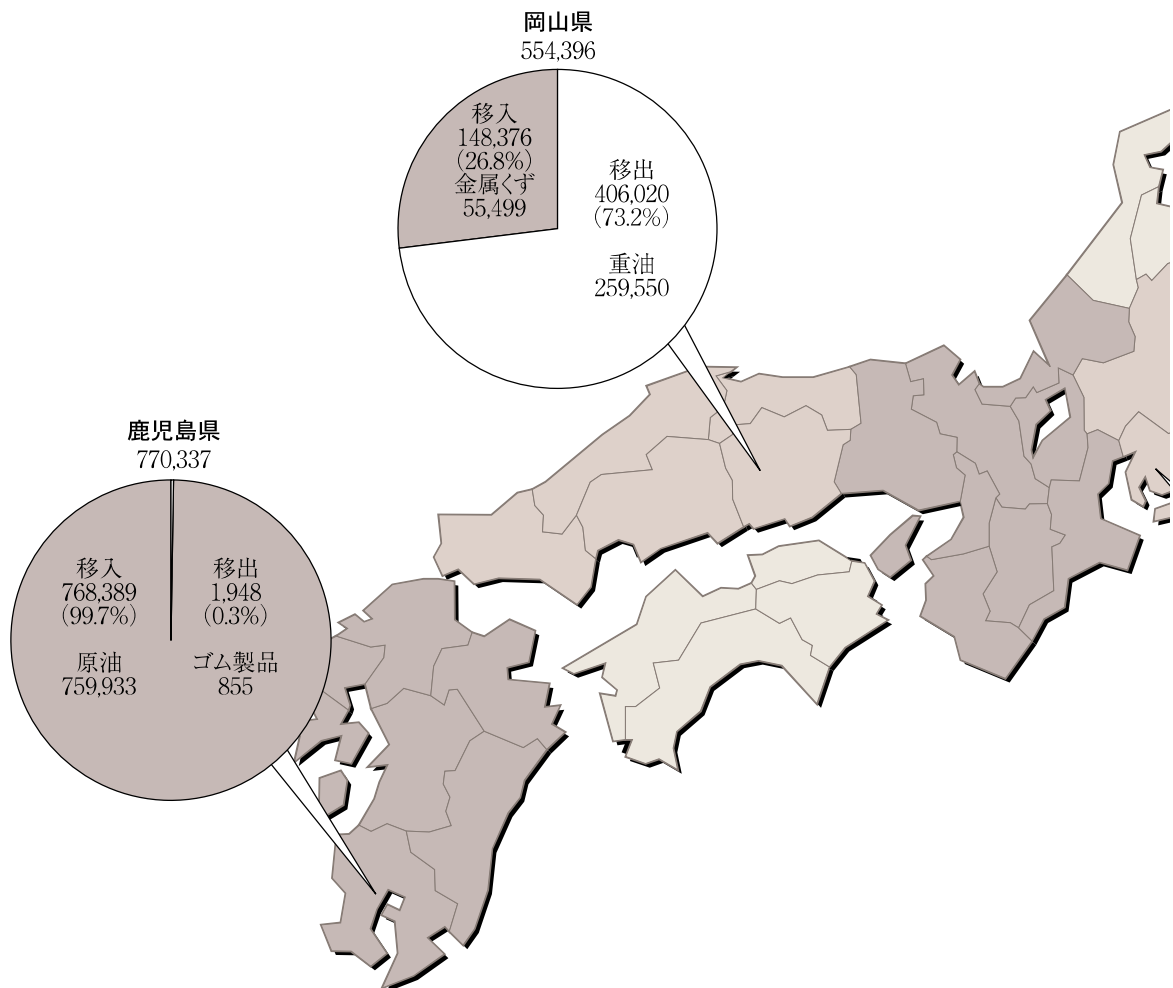 岡山県
554,396
移入
148,376
(26.8%)
金属くず
55,499
移出
406,020
(73.2%)
重油
259,550
鹿児島県
770,337
移入
768,389
(99.7%)
原油
759,933
移出
1,948
(0.3%)
ゴム製品
855